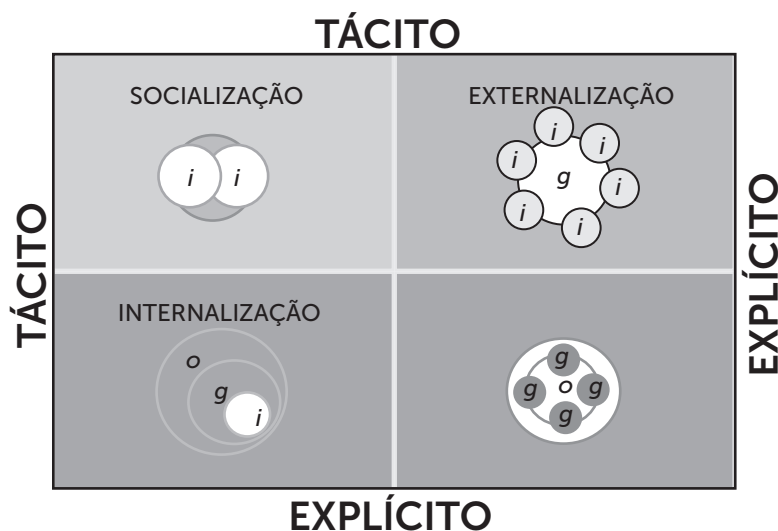 TÁCITO
SOCIALIZAÇÃO
i i
EXTERNALIZAÇÃO
i
i
i
g
i
i
i
TÁCITO
EXPLÍCITO
INTERNALIZAÇÃO
o
g
i
g
g o g
g
EXPLÍCITO